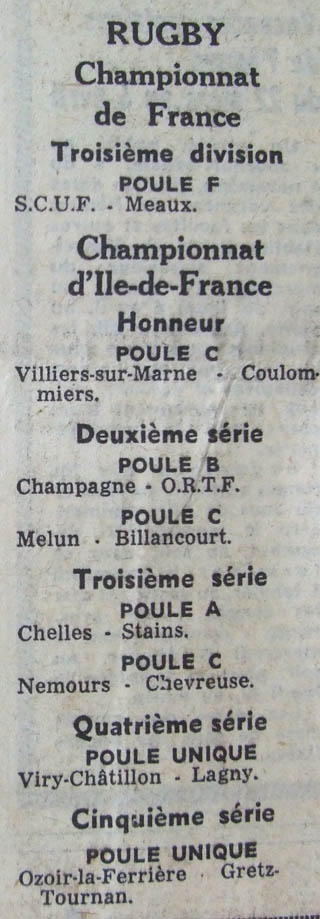 RUGBY
Championnat
de France
Troisième division
POULE F
S.C.U.F. - Meaux.
Championnat
d'Ile-de-France
Honneur
POULE C
Villiers-sur-Marne - Coulom-
miers.
Deuxième série
POULE B
Champagne - O.R.T.F.
POULE C
Melun - Billancourt.
Troisième série
POULE A
Chelles - Stains.
POULE C
Nemours - Chevreuse.
Quatrième série
POULE UNIQUE
Viry-Châtillon - Lagny.
Cinquième série
POULE UNIQUE
Ozoir-la-Ferrière - Gretz-
Tournan.